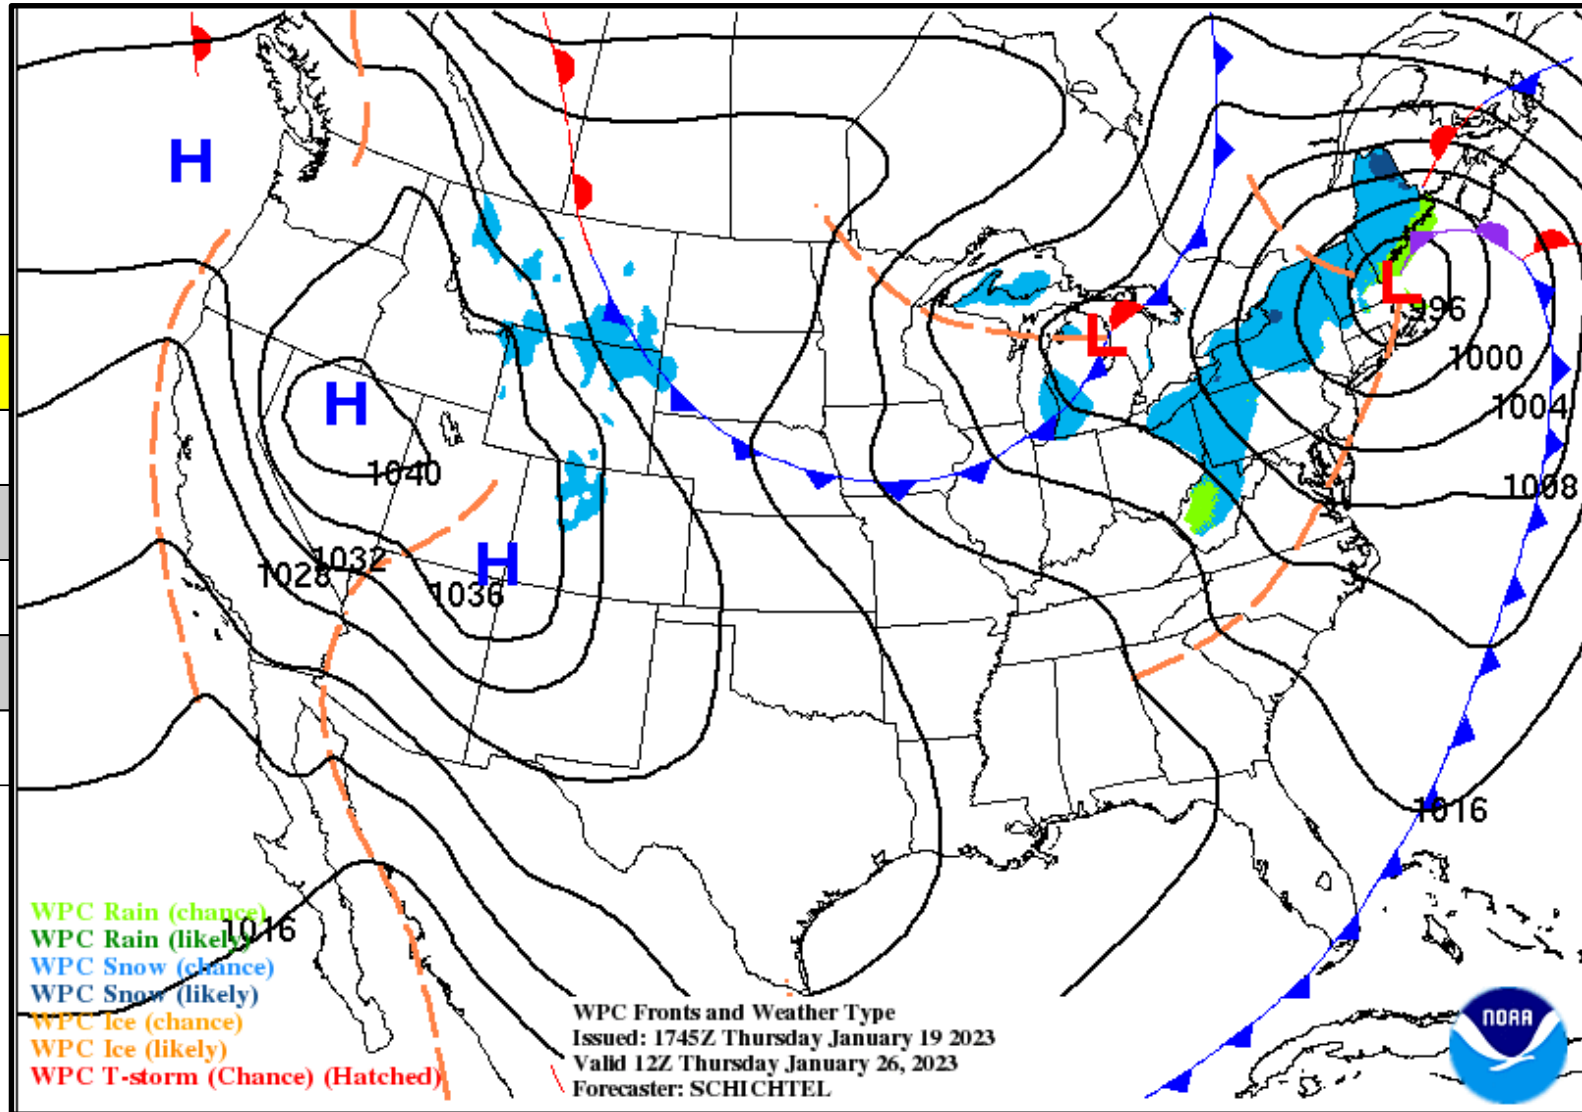 H
H
H
L
L
996
1000
1004
1008
1040
1032
1028
1036
1016
1016
WPC Rain (chance)
WPC Rain (likely)
WPC Snow (chance)
WPC Snow (likely)
WPC Ice (chance)
WPC Ice (likely)
WPC T-storm (Chance) (Hatched)
WPC Fronts and Weather Type
Issued: 1745Z Thursday January 19 2023
Valid 12Z Thursday January 26, 2023
Forecaster: SCHICHTEL
NOAA